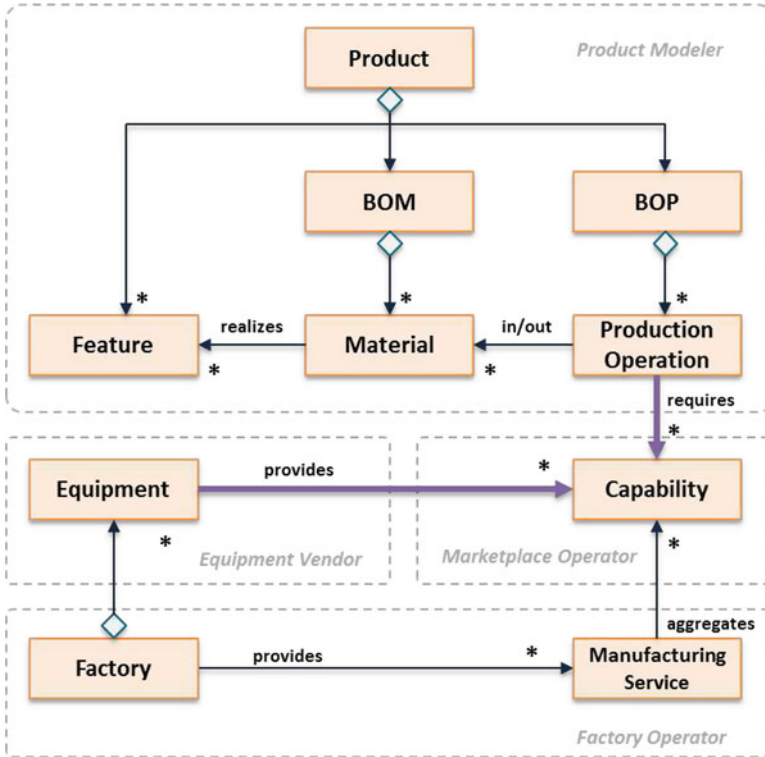 Product
Product Modeler
BOM
BOP
*
*
*
Feature
realizes
*
Material
in/out
*
Production
Operation
requires
*
Equipment
provides
*
Capability
*
Equipment Vendor
Marketplace Operator
*
aggregates
Factory
provides
*
Manufacturing
Service
Factory Operator